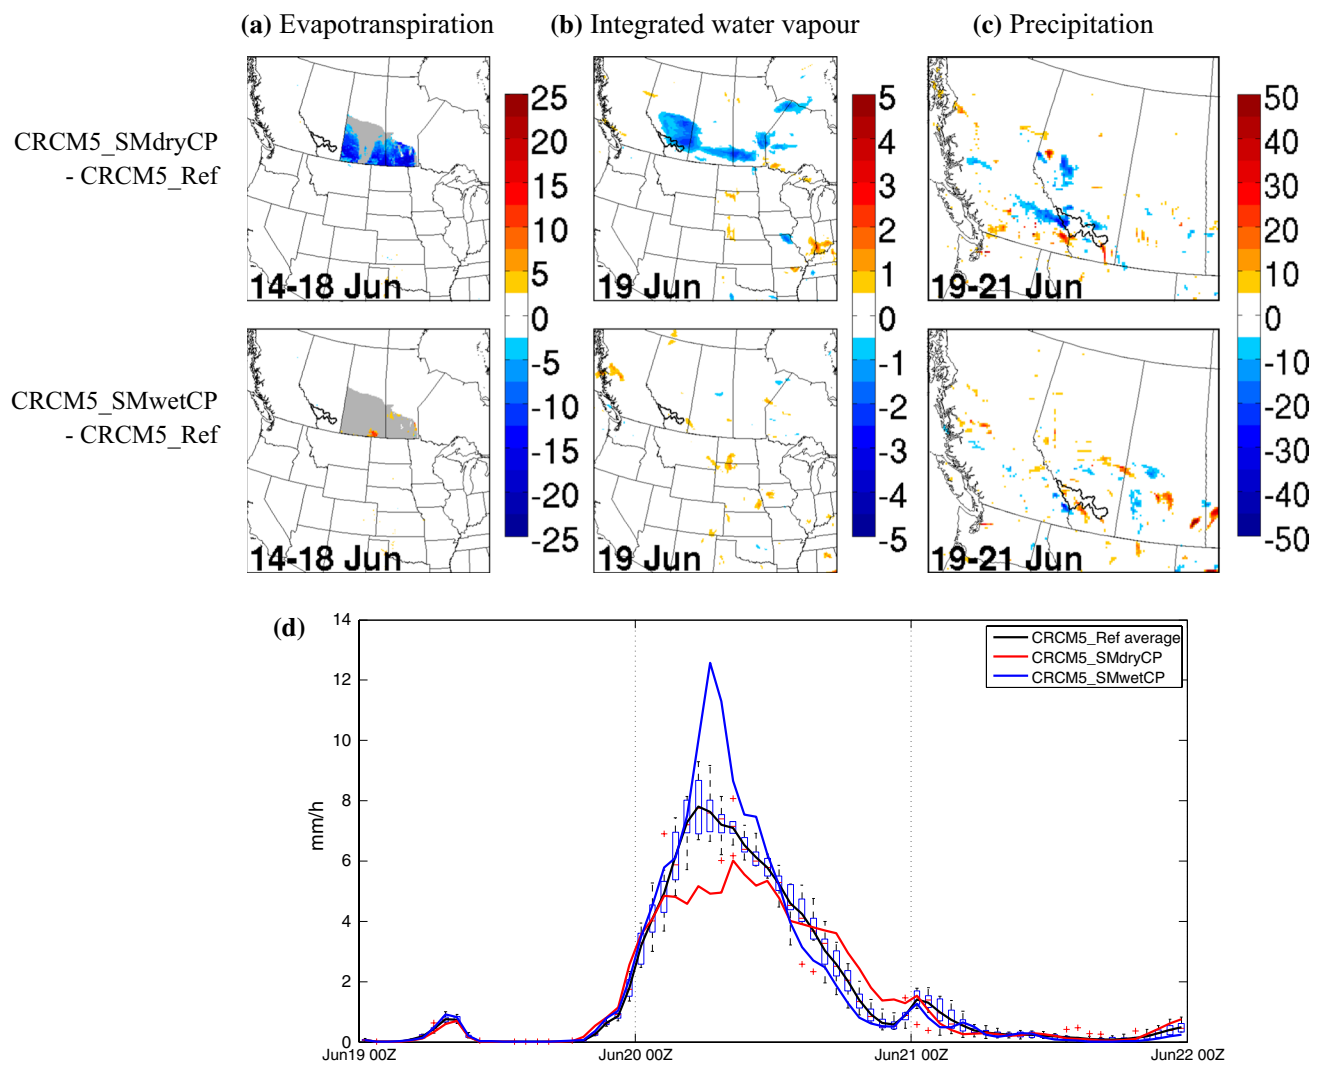 (a) Evapotranspiration
(b) Integrated water vapour
(c) Precipitation
CRCM5_SMdryCP
- CRCM5_Ref
14-18 Jun
25
20
15
10
5
0
-5
-10
-15
-20
-25
19 Jun
5
4
3
2
1
0
-1
-2
-3
-4
-5
19-21 Jun
50
40
30
20
10
0
-10
-20
-30
-40
-50
CRCM5_SMwetCP
- CRCM5_Ref
14-18 Jun
19 Jun
19-21 Jun
(d)
14
12
10
8
6
4
2
0
mm/h
CRCM5_Ref average
CRCM5_SMdryCP
CRCM5_SMwetCP
Jun19 00Z
Jun20 00Z
Jun21 00Z
Jun22 00Z